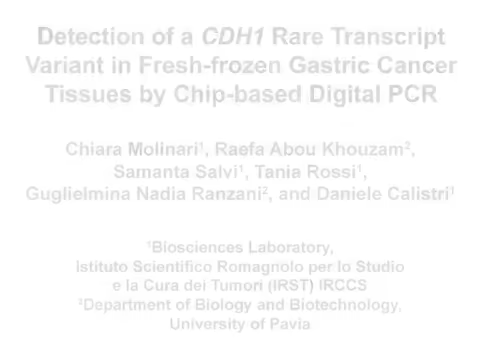 Detection of a CDH1 Rare Transcript
Variant in Fresh-frozen Gastric Cancer
Tissues by Chip-based Digital PCR
Chiara Molinari¹, Raefa Abou Khouzam²,
Samanta Salvi¹, Tania Rossi¹,
Guglielmina Nadia Ranzani², and Daniele Calistri¹
¹Biosciences Laboratory,
Istituto Scientifico Romagnolo per lo Studio
e la Cura dei Tumori (IRST) IRCCS
²Department of Biology and Biotechnology,
University of Pavia